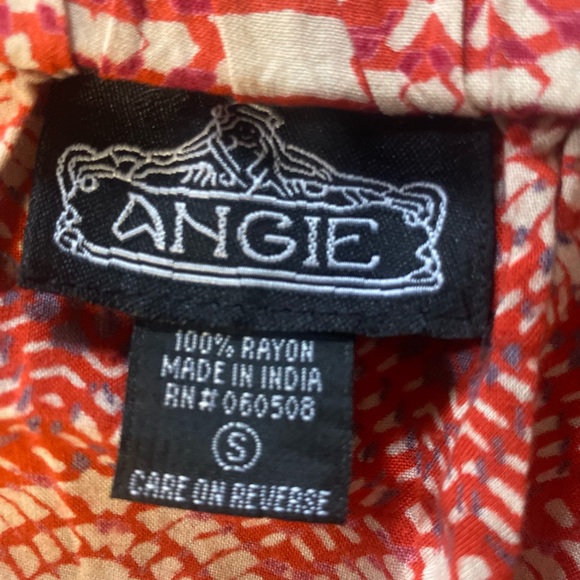 ANGIE
100% RAYON
MADE IN INDIA
RN# 060508
S
CARE ON REVERSE